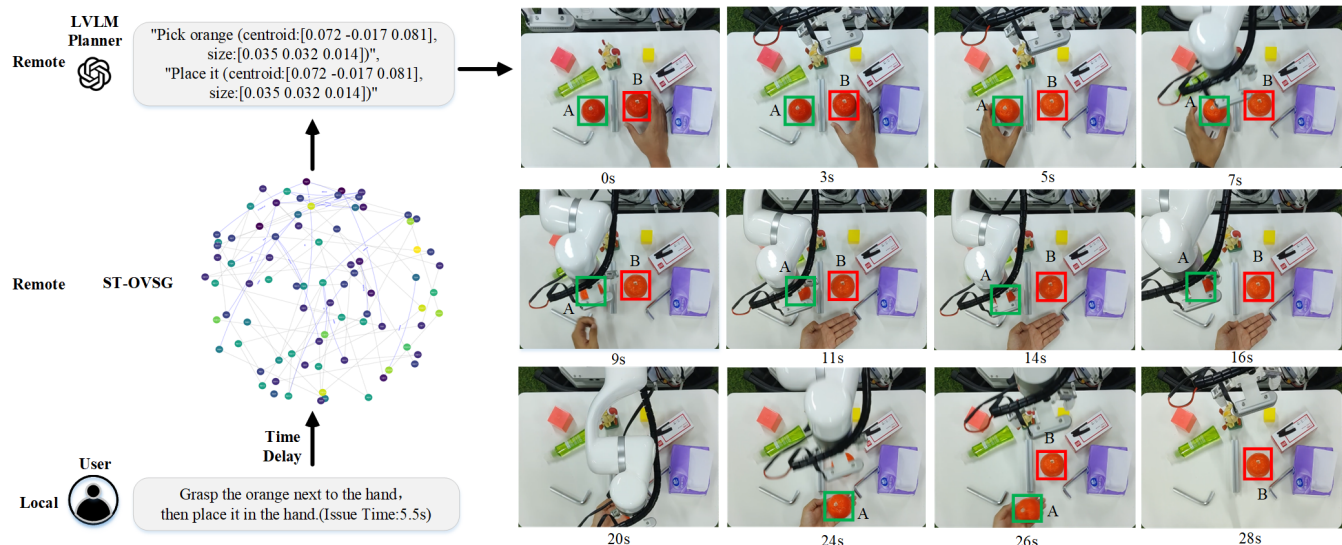 LVLM
Planner
Remote
"Pick orange (centroid:[0.072 -0.017 0.081],
size:[0.035 0.032 0.014])",
"Place it (centroid:[0.072 -0.017 0.081],
size:[0.035 0.032 0.014])"
Remote
ST-OVSG
Time
Delay
User
Local
Grasp the orange next to the hand,
then place it in the hand.(Issue Time:5.5s)
A
B
0s
A
B
3s
A
B
5s
A
B
7s
A
B
9s
A
B
11s
A
B
14s
A
B
16s
20s
A
24s
B
A
26s
B
28s